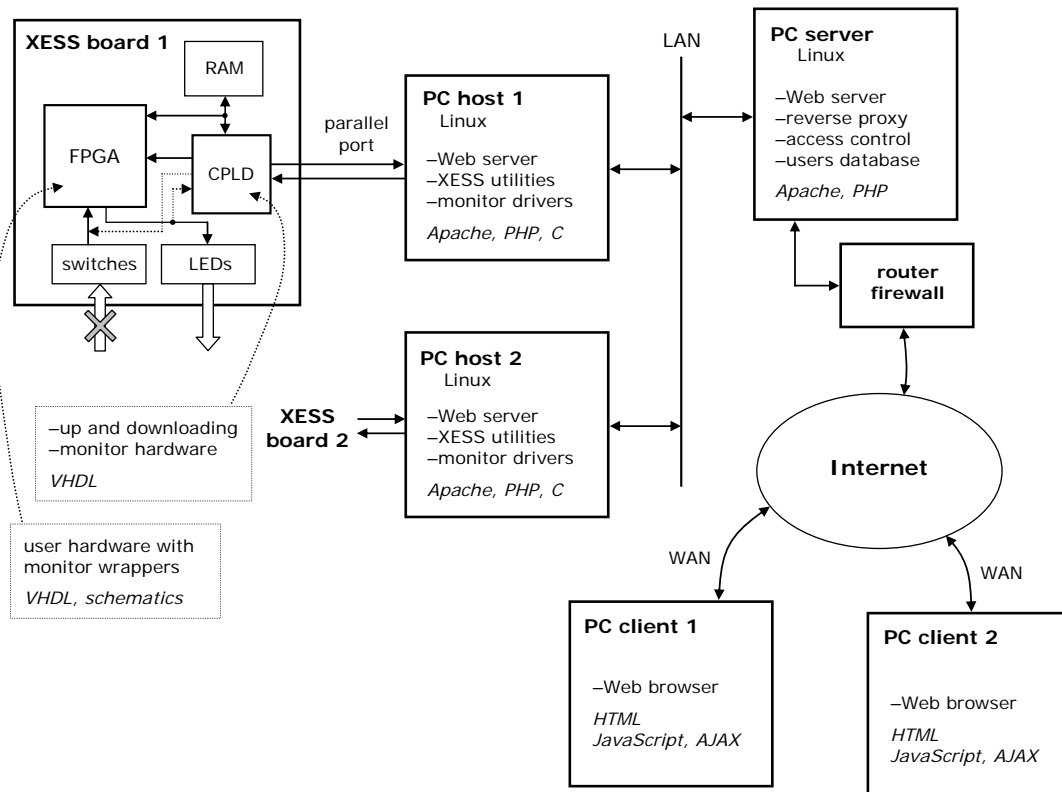 XESS board 1
RAM
FPGA
CPLD
switches
LEDs
parallel
port
PC host 1
Linux
–Web server
–XESS utilities
–monitor drivers
Apache, PHP, C
LAN
PC server
Linux
–Web server
–reverse proxy
–access control
–users database
Apache, PHP
router
firewall
XESS
board 2
PC host 2
Linux
–Web server
–XESS utilities
–monitor drivers
Apache, PHP, C
–up and downloading
–monitor hardware
VHDL
user hardware with
monitor wrappers
VHDL, schematics
Internet
WAN
WAN
PC client 1
–Web browser
HTML
JavaScript, AJAX
PC client 2
–Web browser
HTML
JavaScript, AJAX